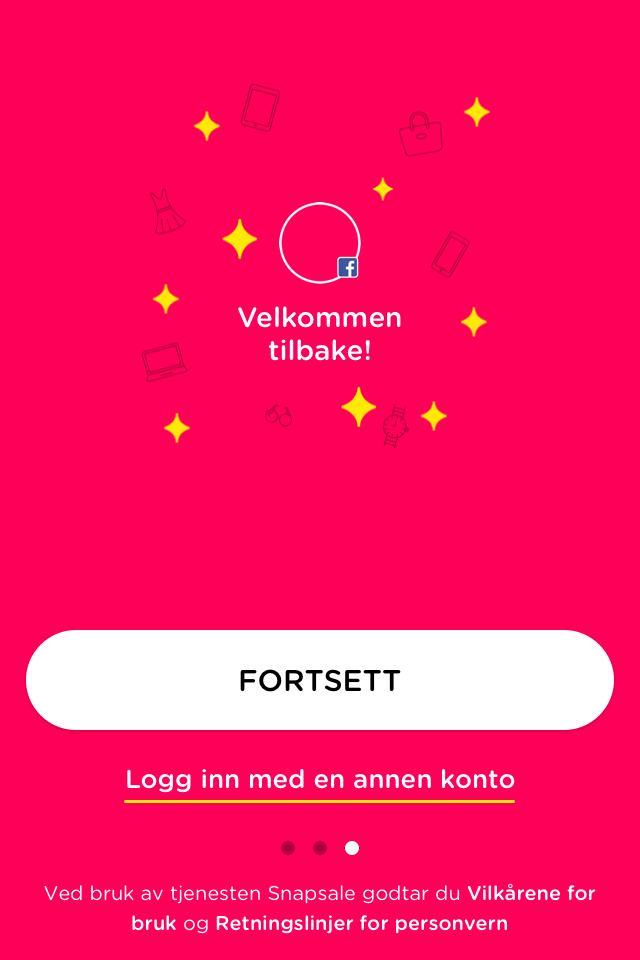 Velkommen
tilbake!
FORTSETT
Logg inn med en annen konto
Ved bruk av tjenesten Snapsale godtar du Vilkårene for
bruk og Retningslinjer for personvern